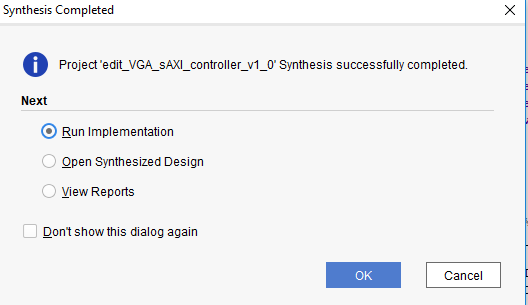 Synthesis Completed
Project 'edit_VGA_sAXI_controller_v1_0' Synthesis successfully completed.
Next
Run Implementation
Open Synthesized Design
View Reports
Don't show this dialog again
OK
Cancel